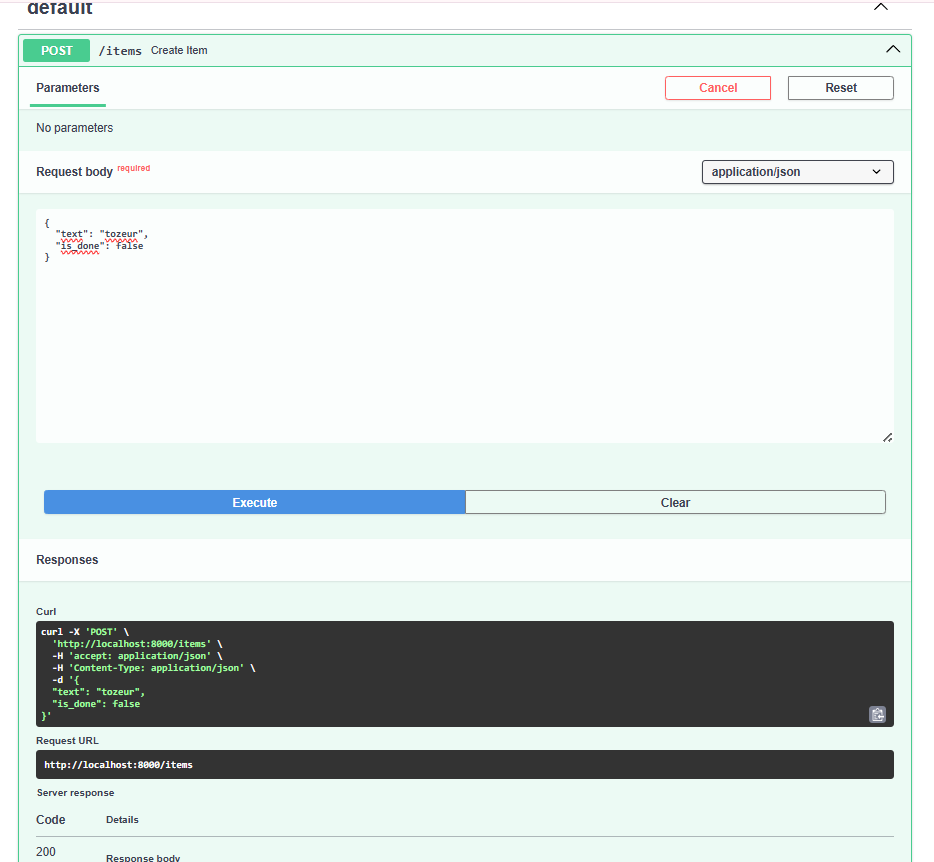 default
POST /items Create Item
Parameters
Cancel
Reset
No parameters
Request body required
application/json
{
  "text": "tozeur",
  "is_done": false
}
Execute
Clear
Responses
Curl
curl -X 'POST' \
  'http://localhost:8000/items' \
  -H 'accept: application/json' \
  -H 'Content-Type: application/json' \
  -d '{
  "text": "tozeur",
  "is_done": false
}'
Request URL
http://localhost:8000/items
Server response
Code Details
200
Response body